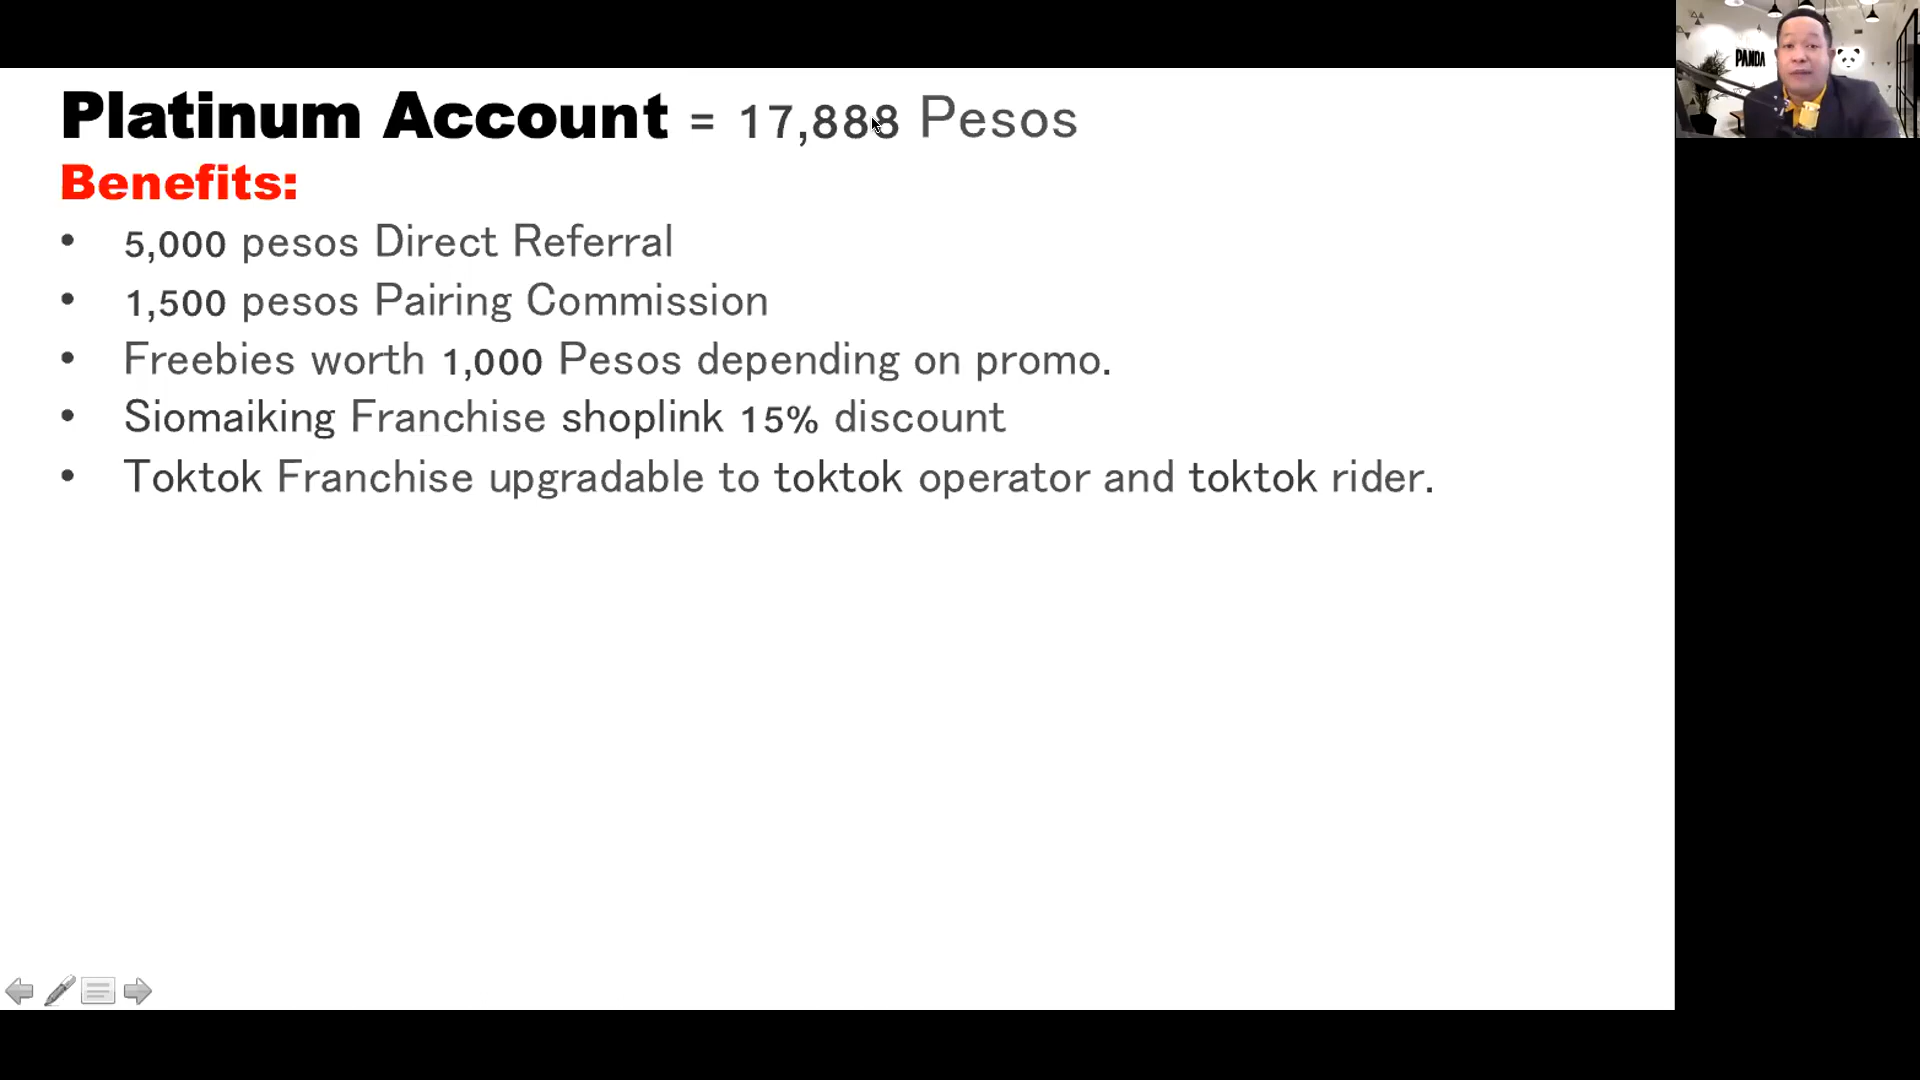 Platinum Account = 17,888 Pesos
Benefits:
• 5,000 pesos Direct Referral
• 1,500 pesos Pairing Commission
• Freebies worth 1,000 Pesos depending on promo.
• Siomaiking Franchise shoplink 15% discount
• Toktok Franchise upgradable to toktok operator and toktok rider.
PANDA